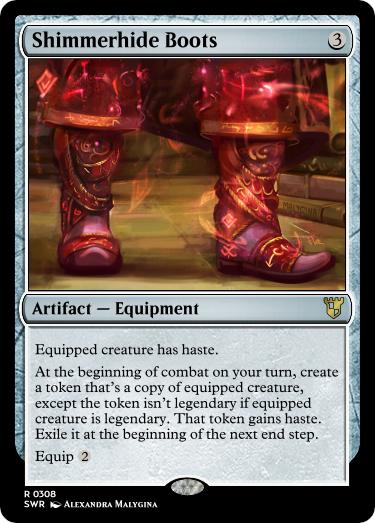 Shimmerhide Boots 3
MALYGINA
Artifact — Equipment
Equipped creature has haste.
At the beginning of combat on your turn, create
a token that's a copy of equipped creature,
except the token isn't legendary if equipped
creature is legendary. That token gains haste.
Exile it at the beginning of the next end step.
Equip 2
R 0308
SWR ALEXANDRA MALYGINA